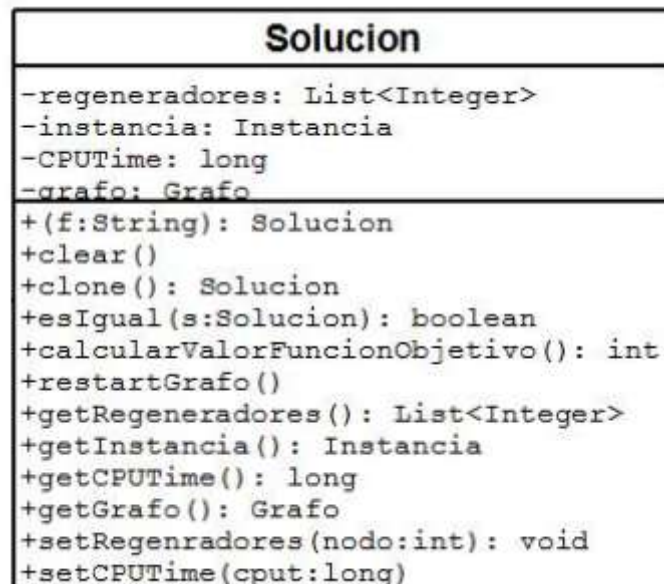 Solucion
-regeneradores: List<Integer>
-instancia: Instancia
-CPUTime: long
-grafo: Grafo
+(f:String): Solucion
+clear()
+clone(): Solucion
+esIgual(s:Solucion): boolean
+calcularValorFuncionObjetivo(): int
+restartGrafo()
+getRegeneradores(): List<Integer>
+getInstancia(): Instancia
+getCPUTime(): long
+getGrafo(): Grafo
+setRegenradores(nodo:int): void
+setCPUTime(cput:long)